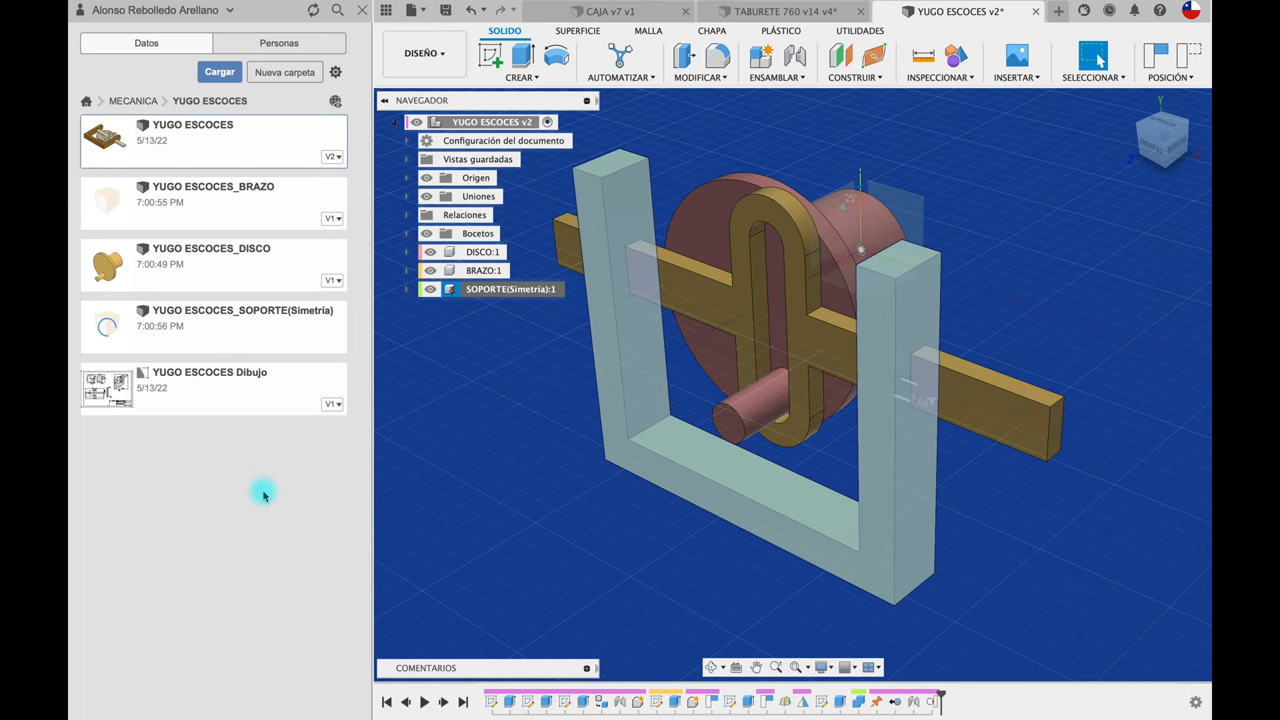 Alonso Rebolledo Arellano
Datos
Personas
Cargar
Nueva carpeta
MECANICA
YUGO ESCOCES
YUGO ESCOCES
5/13/22
V2
YUGO ESCOCES_BRAZO
7:00:55 PM
V1
YUGO ESCOCES_DISCO
7:00:49 PM
V1
YUGO ESCOCES_SOPORTE(Simetría)
7:00:56 PM
YUGO ESCOCES Dibujo
5/13/22
V1
CAJA v7 v1
TABURETE 760 v14 v4*
YUGO ESCOCES v2*
DISEÑO
SOLIDO
SUPERFICIE
MALLA
CHAPA
PLÁSTICO
UTILIDADES
CREAR
AUTOMATIZAR
MODIFICAR
ENSAMBLAR
CONSTRUIR
INSPECCIONAR
INSERTAR
SELECCIONAR
POSICIÓN
NAVEGADOR
YUGO ESCOCES v2
Configuración del documento
Vistas guardadas
Origen
Uniones
Relaciones
Bocetos
DISCO:1
BRAZO:1
SOPORTE(Simetría):1
Y
Z
25
COMENTARIOS